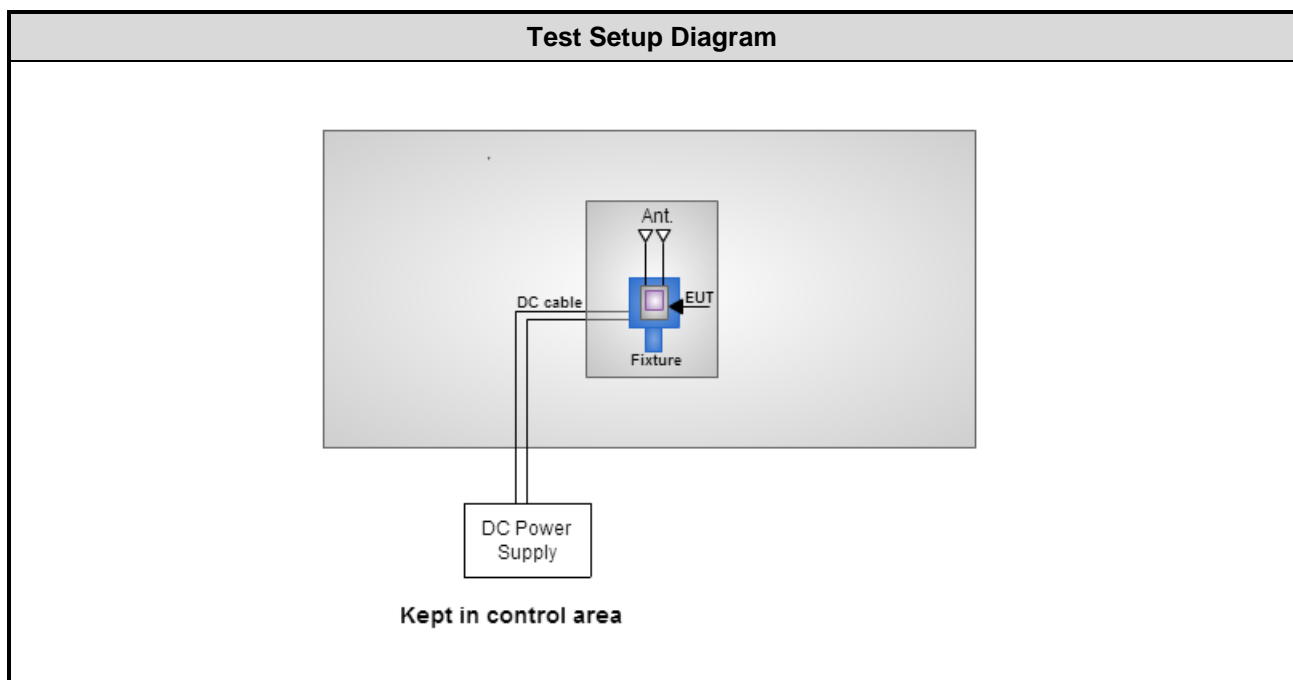 Test Setup Diagram
Ant.
DC cable
EUT
Fixture
DC Power
Supply
Kept in control area